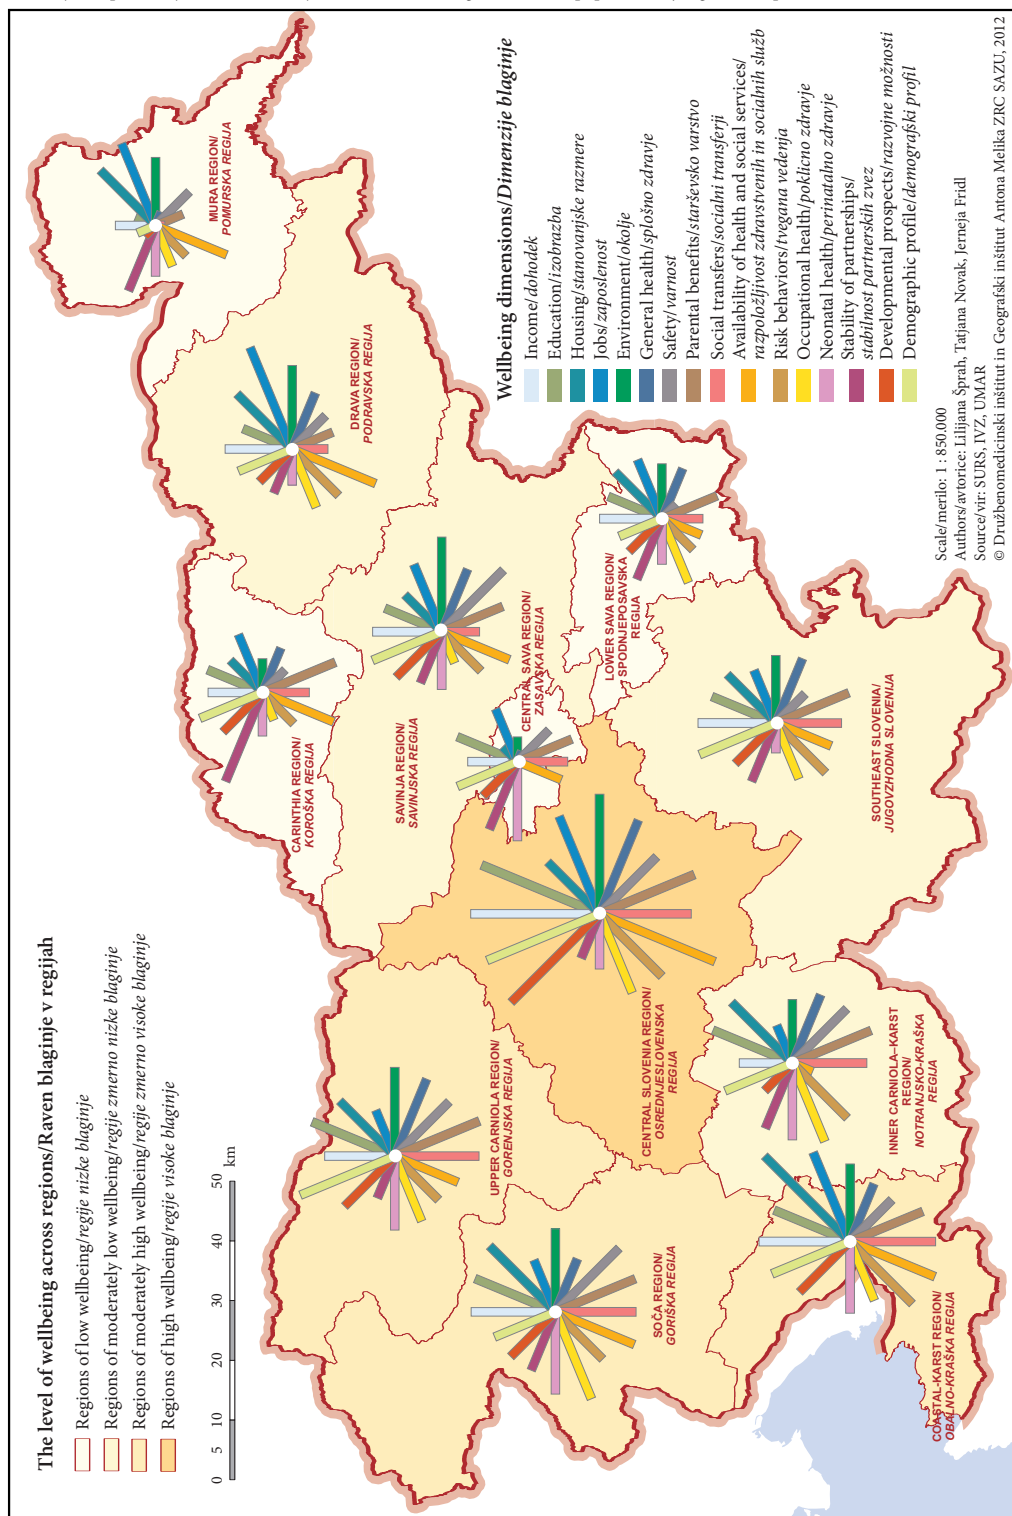 The level of wellbeing across regions/Raven blaginje v regijah
Regions of low wellbeing/regije nizke blaginje
Regions of moderately low wellbeing/regije zmerno nizke blaginje
Regions of moderately high wellbeing/regije zmerno visoke blaginje
Regions of high wellbeing/regije visoke blaginje
0 5 10 20 30 40 50
km
MURA REGION/
POMURSKA REGIJA
DRAVA REGION/
PODRAVSKA REGIJA
CARINTHIA REGION/
KOROŠKA REGIJA
SAVINJA REGION/
SAVINJSKA REGIJA
CENTRAL SAVA REGION/
ZASAVSKA REGIJA
LOWER SAVA REGION/
SPODNJEPOSAVSKA
REGIJA
SOUTHEAST SLOVENIA/
JUGOVZHODNA SLOVENIJA
UPPER CARNIOLA REGION/
GORENJSKA REGIJA
CENTRAL SLOVENIA REGION/
OSREDNJESLOVENSKA
REGIJA
INNER CARNIOLA–KARST
REGION/
NOTRANJSKO-KRAŠKA
REGIJA
SOČA REGION/
GORIŠKA REGIJA
COASTAL-KARST REGION/
OBALNO-KRAŠKA REGIJA
Wellbeing dimensions/Dimenzije blaginje
Income/dohodek
Education/izobrazba
Housing/stanovanjske razmere
Jobs/zaposlenost
Environment/okolje
General health/splošno zdravje
Safety/varnost
Parental benefits/starševsko varstvo
Social transfers/socialni transferji
Availability of health and social services/
razpoložljivost zdravstvenih in socialnih služb
Risk behaviors/tvegana vedenja
Occupational health/poklicno zdravje
Neonatal health/perinatalno zdravje
Stability of partnerships/
stabilnost partnerskih zvez
Developmental prospects/razvojne možnosti
Demographic profile/demografski profil
Scale/merilo: 1 : 850.000
Authors/avtorice: Lilijana Šprah, Tatjana Novak, Jerneja Fridl
Source/vir: SURS, IVZ, UMAR
© Družbenomedicinski inštitut in Geografski inštitut Antona Melika ZRC SAZU, 2012